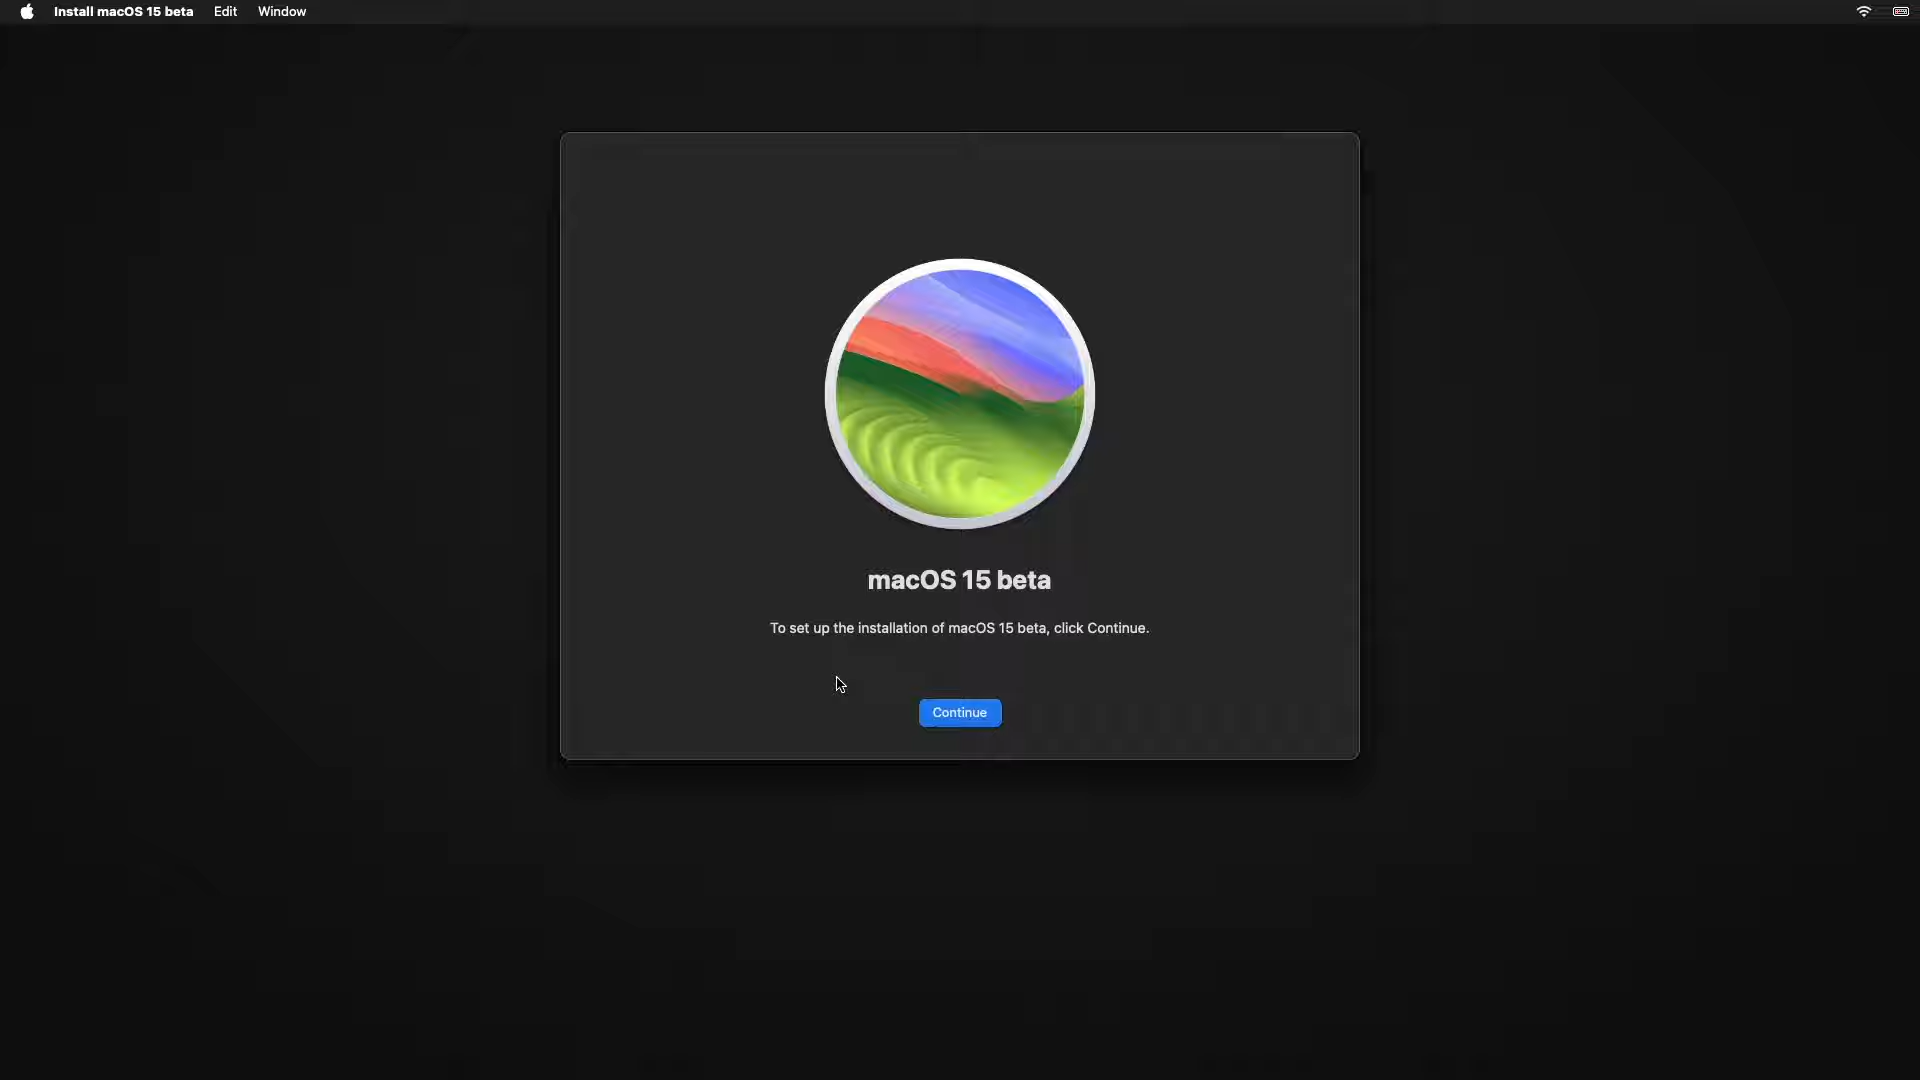 Install macOS 15 beta Edit Window
macOS 15 beta
To set up the installation of macOS 15 beta, click Continue.
Continue